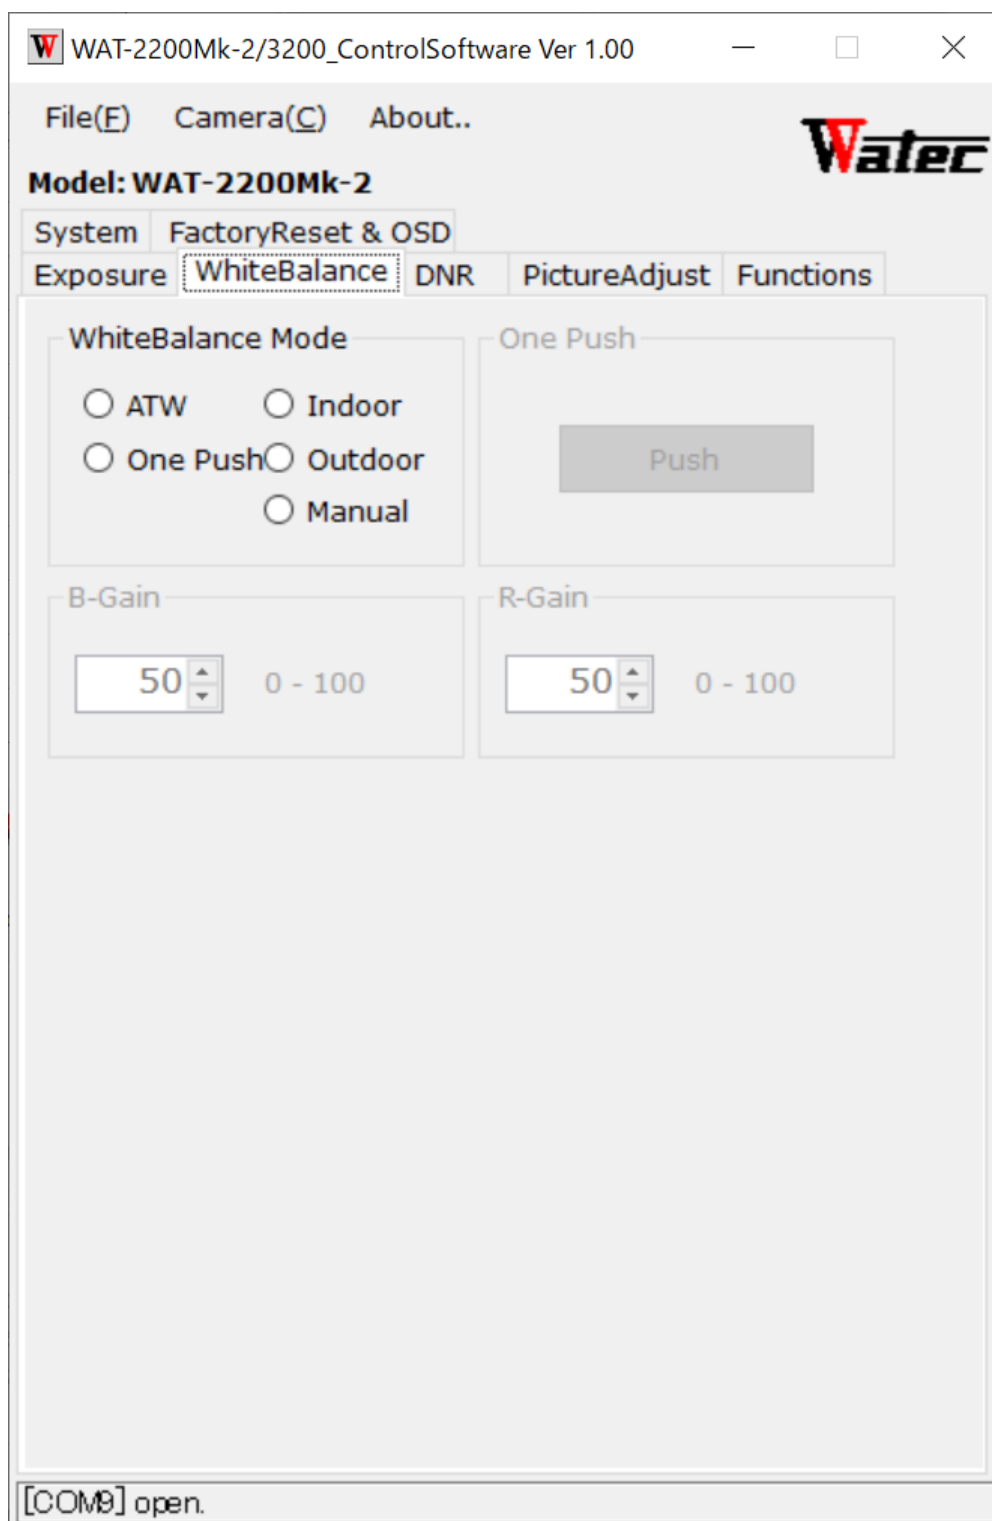 WAT-2200Mk-2/3200_ControlSoftware Ver 1.00
File(F) Camera(C) About..
Watec
Model: WAT-2200Mk-2
System FactoryReset & OSD
Exposure WhiteBalance DNR PictureAdjust Functions
WhiteBalance Mode One Push
ATW Indoor
One Push Outdoor Push
Manual
B-Gain R-Gain
50 0 - 100 50 0 - 100
[COM9] open.